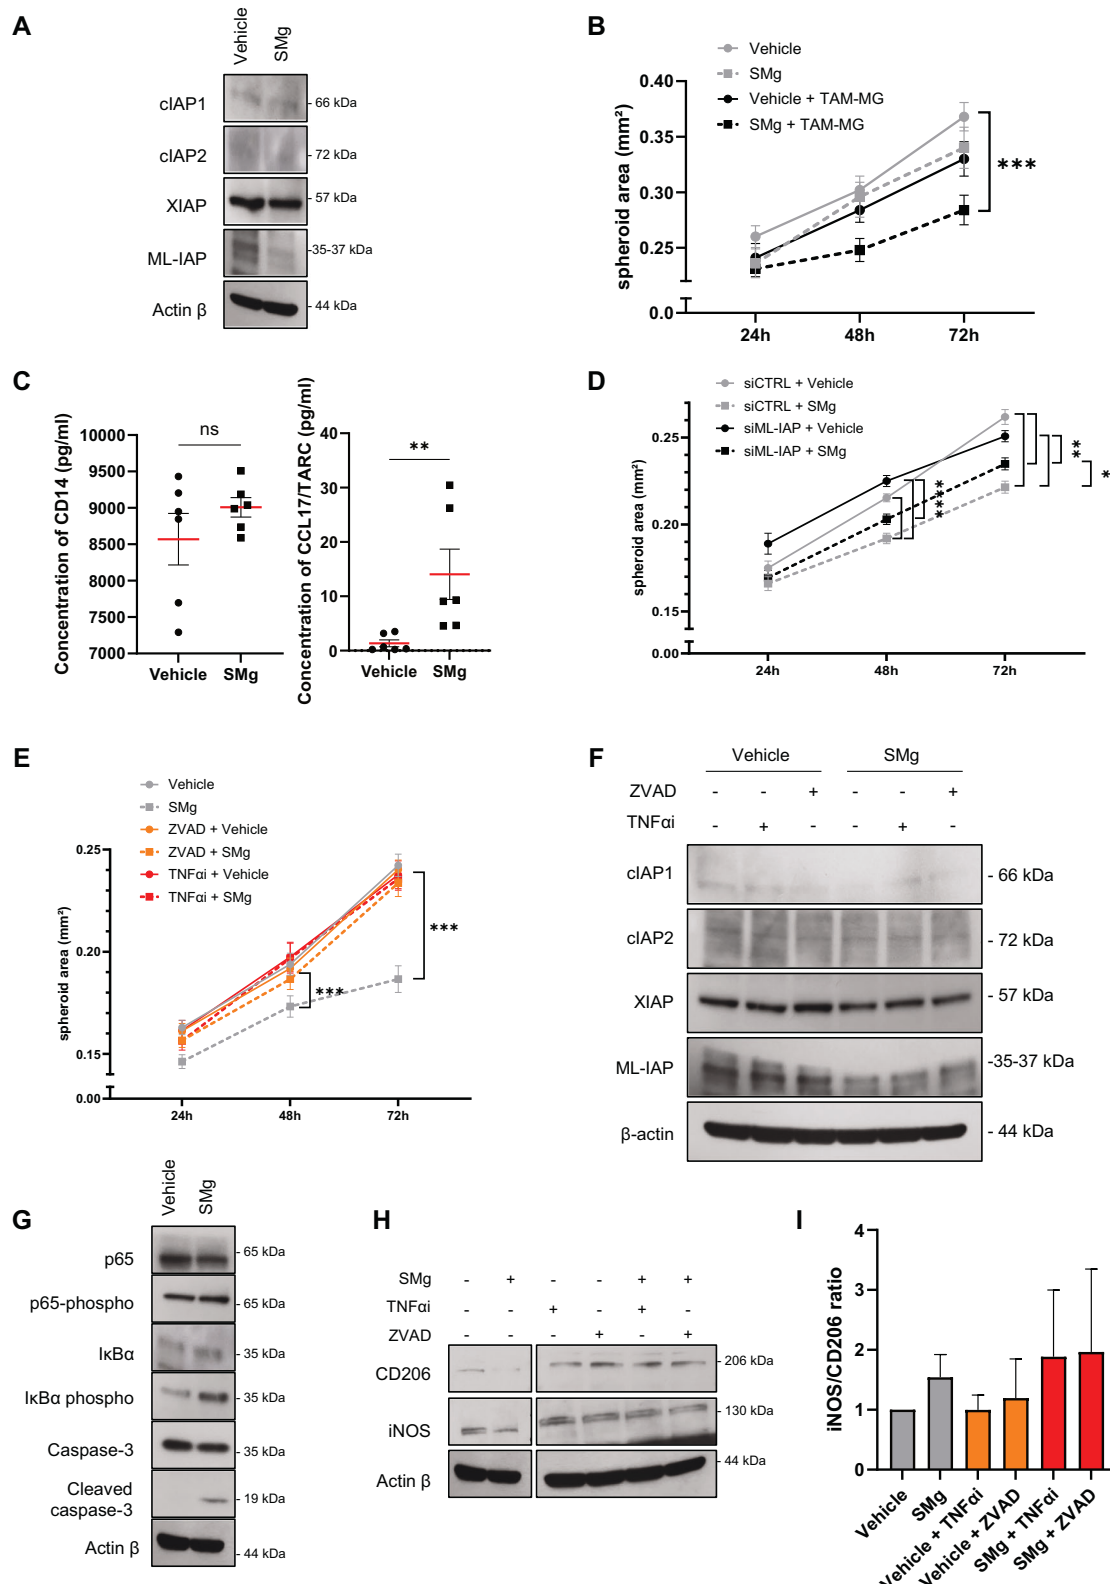 A
Vehicle
SMg
cIAP1
- 66 kDa
cIAP2
- 72 kDa
XIAP
- 57 kDa
ML-IAP
-35-37 kDa
Actin β
- 44 kDa
B
Vehicle
SMg
Vehicle + TAM-MG
SMg + TAM-MG
spheroid area (mm²)
0.40
0.35
0.30
0.25
0.0
24h
48h
72h
***
C
Concentration of CD14 (pg/ml)
10000
9500
9000
8500
8000
7500
7000
ns
Vehicle
SMg
Concentration of CCL17/TARC (pg/ml)
40
30
20
10
0
**
Vehicle
SMg
D
siCTRL + Vehicle
siCTRL + SMg
siML-IAP + Vehicle
siML-IAP + SMg
spheroid area (mm²)
0.25
0.20
0.15
0.00
24h
48h
72h
****
**
*
E
Vehicle
SMg
ZVAD + Vehicle
ZVAD + SMg
TNFαi + Vehicle
TNFαi + SMg
spheroid area (mm²)
0.25
0.20
0.15
0.00
24h
48h
72h
***
***
F
Vehicle
SMg
ZVAD - - + - - +
TNFαi - + - - + -
cIAP1
- 66 kDa
cIAP2
- 72 kDa
XIAP
- 57 kDa
ML-IAP
-35-37 kDa
β-actin
- 44 kDa
G
Vehicle
SMg
p65
- 65 kDa
p65-phospho
- 65 kDa
IκBα
- 35 kDa
IκBα phospho
- 35 kDa
Caspase-3
- 35 kDa
Cleaved
caspase-3
- 19 kDa
Actin β
- 44 kDa
H
SMg - + - - + +
TNFαi - - + - + -
ZVAD - - - + - +
CD206
- 206 kDa
iNOS
- 130 kDa
Actin β
- 44 kDa
I
iNOS/CD206 ratio
4
3
2
1
0
Vehicle
SMg
Vehicle + TNFαi
Vehicle + ZVAD
SMg + TNFαi
SMg + ZVAD